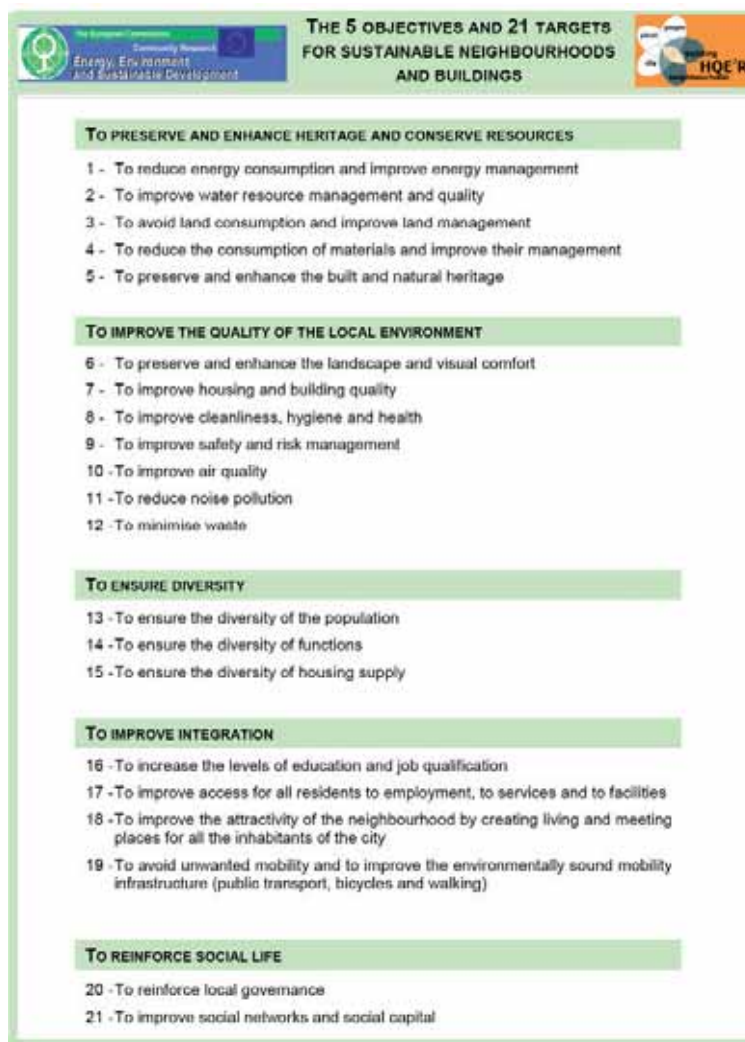 The European Commission
Community Research
Energy, Environment
and Sustainable Development
THE 5 OBJECTIVES AND 21 TARGETS
FOR SUSTAINABLE NEIGHBOURHOODS
AND BUILDINGS
HQE²R
TO PRESERVE AND ENHANCE HERITAGE AND CONSERVE RESOURCES
1 - To reduce energy consumption and improve energy management
2 - To improve water resource management and quality
3 - To avoid land consumption and improve land management
4 - To reduce the consumption of materials and improve their management
5 - To preserve and enhance the built and natural heritage
TO IMPROVE THE QUALITY OF THE LOCAL ENVIRONMENT
6 - To preserve and enhance the landscape and visual comfort
7 - To improve housing and building quality
8 - To improve cleanliness, hygiene and health
9 - To improve safety and risk management
10 - To improve air quality
11 - To reduce noise pollution
12 - To minimise waste
TO ENSURE DIVERSITY
13 - To ensure the diversity of the population
14 - To ensure the diversity of functions
15 - To ensure the diversity of housing supply
TO IMPROVE INTEGRATION
16 - To increase the levels of education and job qualification
17 - To improve access for all residents to employment, to services and to facilities
18 - To improve the attractivity of the neighbourhood by creating living and meeting
places for all the inhabitants of the city
19 - To avoid unwanted mobility and to improve the environmentally sound mobility
infrastructure (public transport, bicycles and walking)
TO REINFORCE SOCIAL LIFE
20 - To reinforce local governance
21 - To improve social networks and social capital